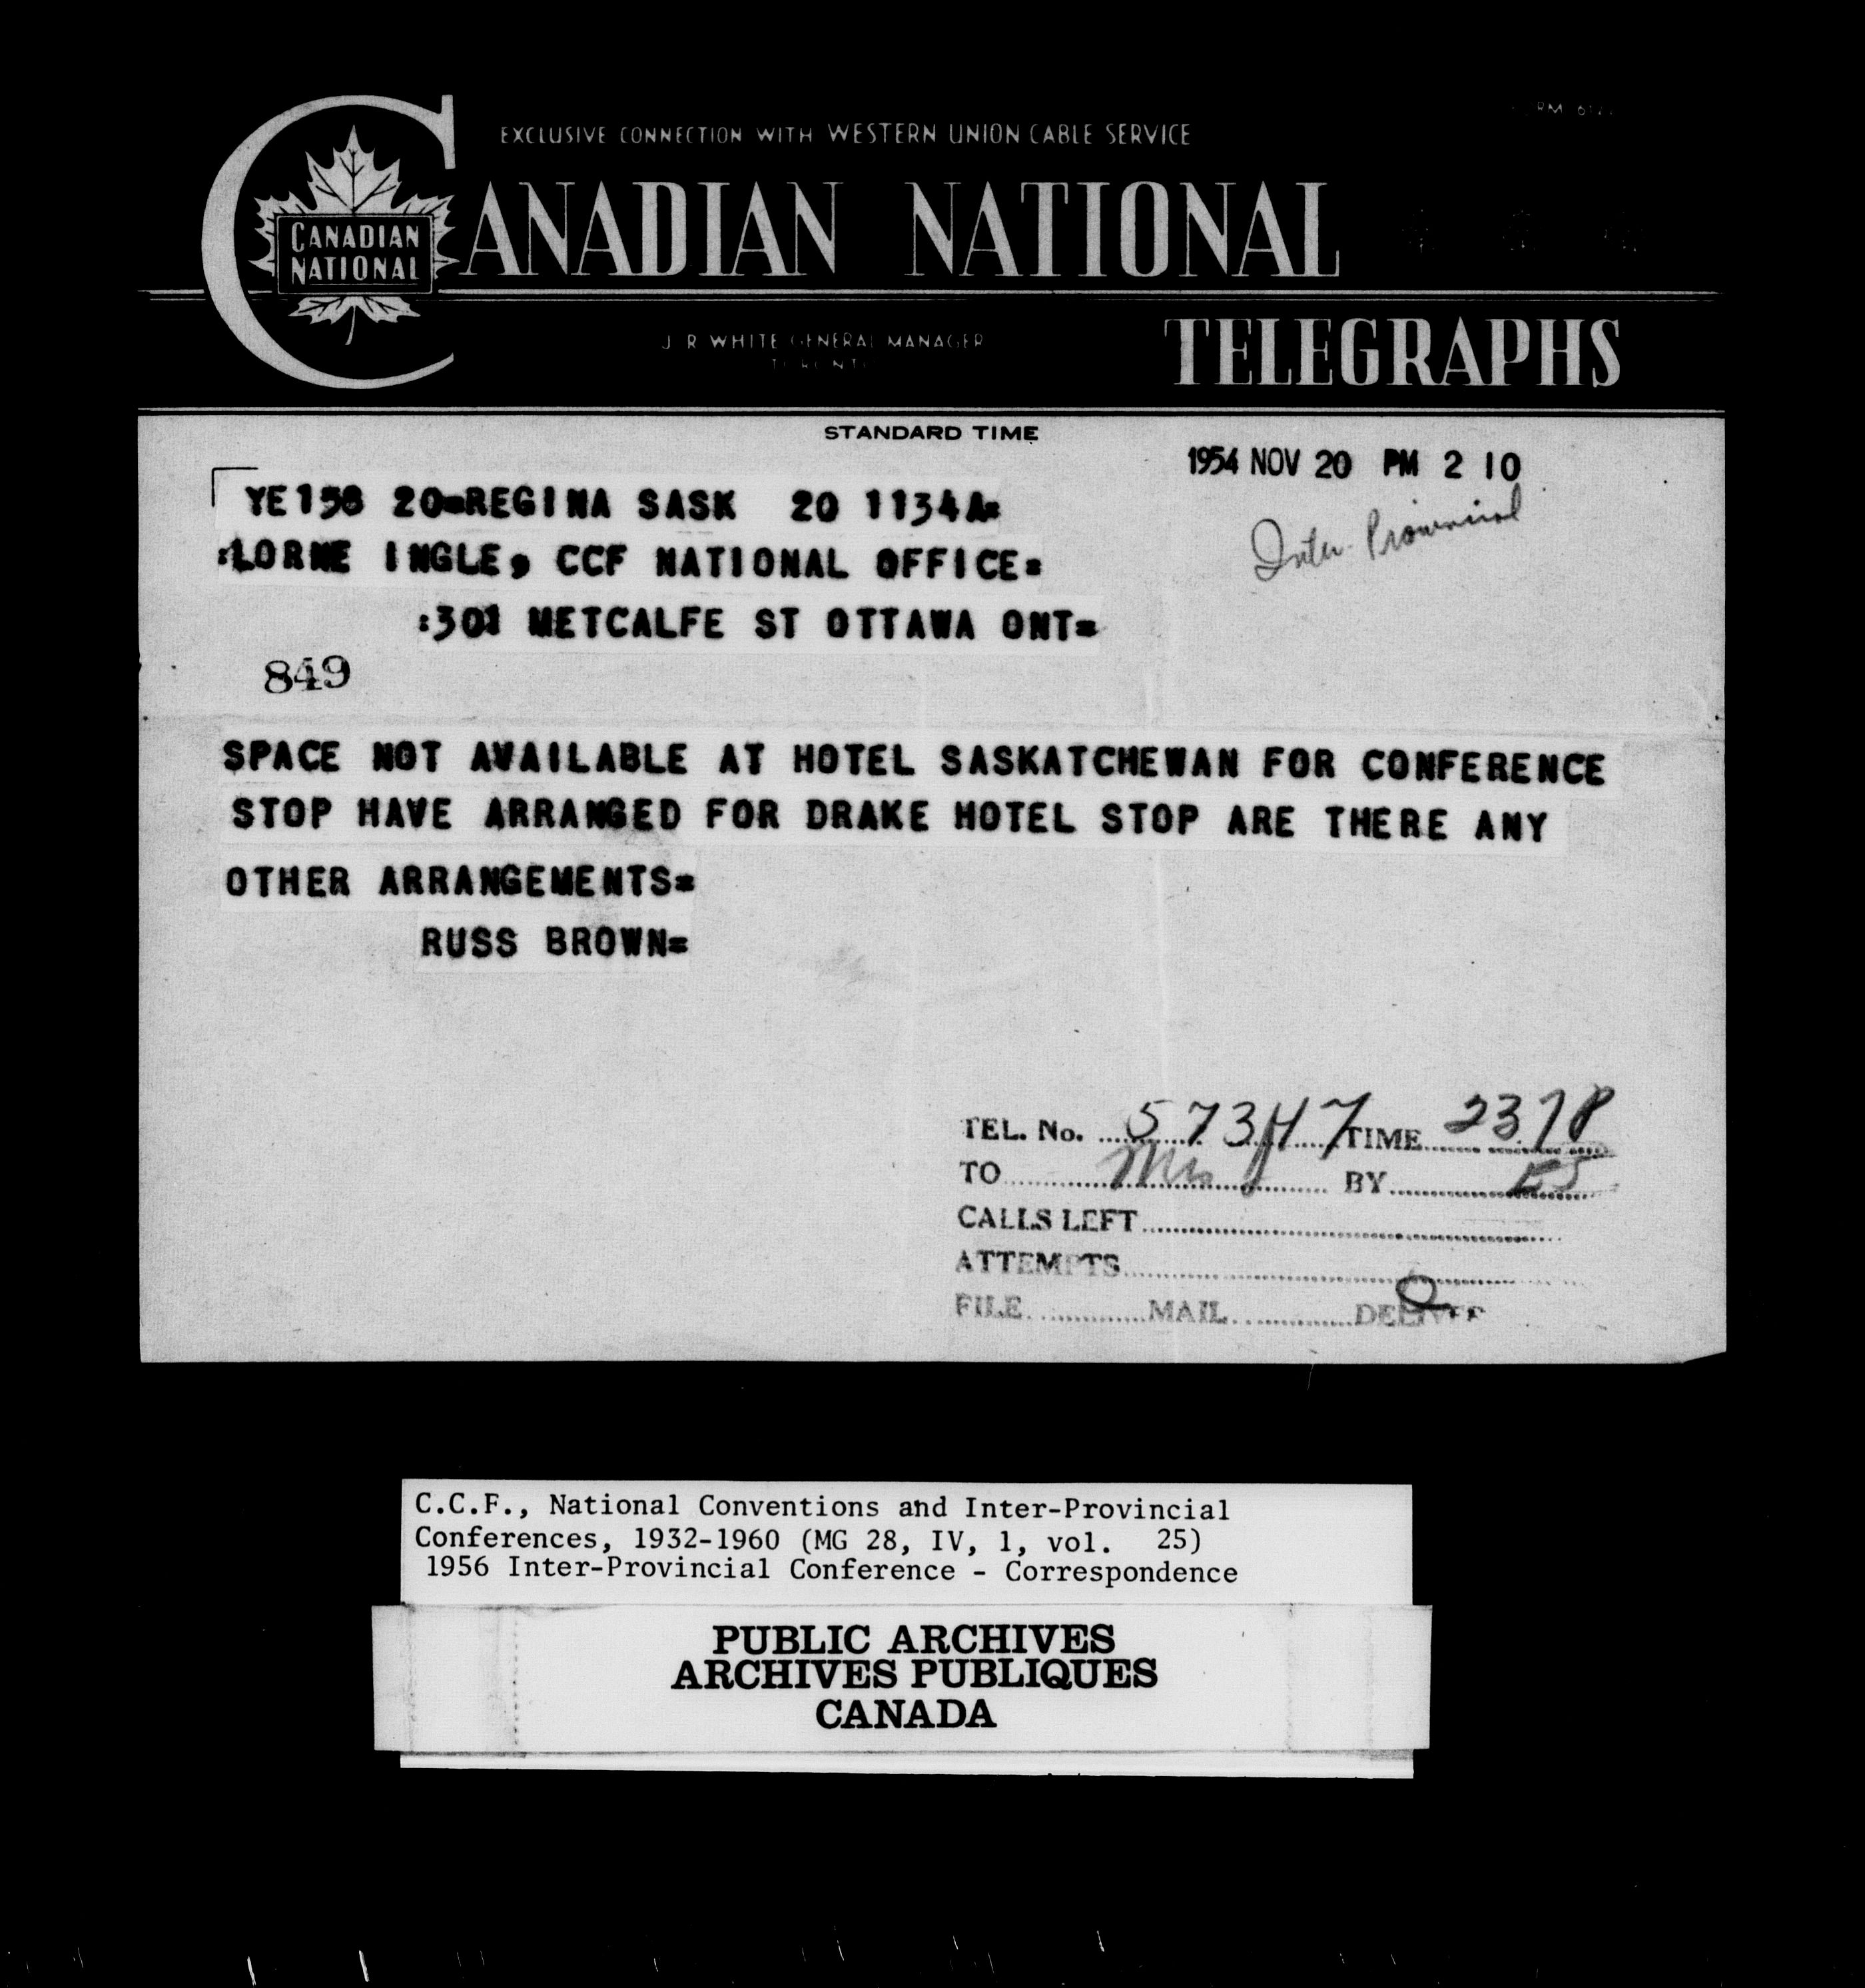 EXCLUSIVE CONNECTION WITH WESTERN UNION CABLE SERVICE
CANADIAN NATIONAL
CANADIAN
NATIONAL
TELEGRAPHS
J R WHITE GENERAL MANAGER
TORONTO
STANDARD TIME
1954 NOV 20 PM 2 10
YE158 20=REGINA SASK 20 1134A=
Inter-Provincial
:LORNE INGLE, CCF NATIONAL OFFICE=
:301 METCALFE ST OTTAWA ONT=
849
SPACE NOT AVAILABLE AT HOTEL SASKATCHEWAN FOR CONFERENCE
STOP HAVE ARRANGED FOR DRAKE HOTEL STOP ARE THERE ANY
OTHER ARRANGEMENTS=
RUSS BROWN=
TEL. No. 57347 TIME
TO BY
CALLS LEFT
ATTEMPTS
FILE MAIL DELIVER
C.C.F., National Conventions and Inter-Provincial
Conferences, 1932-1960 (MG 28, IV, 1, vol. 25)
1956 Inter-Provincial Conference - Correspondence
PUBLIC ARCHIVES
ARCHIVES PUBLIQUES
CANADA